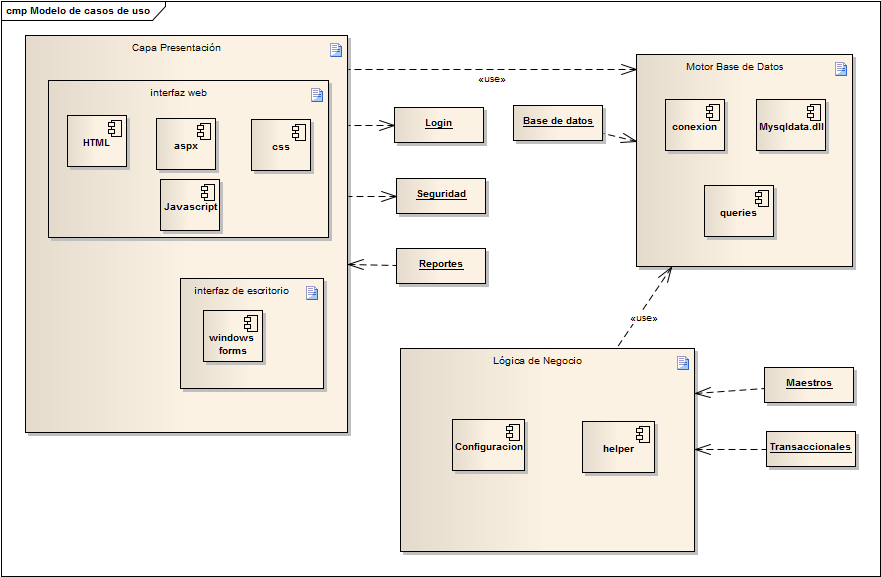 cmp Modelo de casos de uso
Capa Presentación
interfaz web
HTML
aspx
css
Javascript
interfaz de escritorio
windows
forms
«use»
Login
Base de datos
Seguridad
Reportes
Motor Base de Datos
conexion
Mysqldata.dll
queries
«use»
Lógica de Negocio
Configuracion
helper
Maestros
Transaccionales